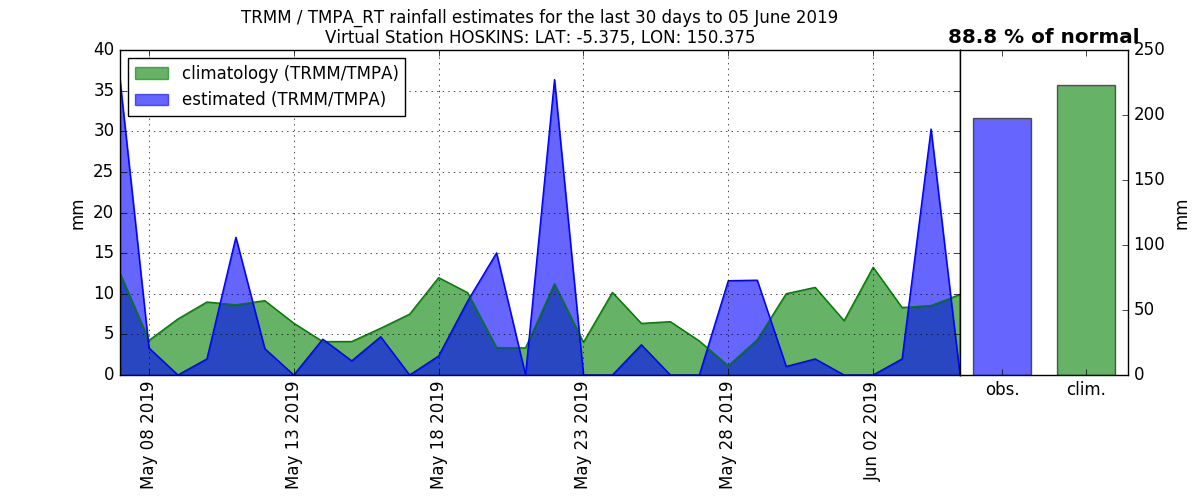 TRMM / TMPA_RT rainfall estimates for the last 30 days to 05 June 2019
Virtual Station HOSKINS: LAT: -5.375, LON: 150.375
88.8 % of normal
climatology (TRMM/TMPA)
estimated (TRMM/TMPA)
40
35
30
25
20
15
10
5
0
mm
May 08 2019
May 13 2019
May 18 2019
May 23 2019
May 28 2019
Jun 02 2019
250
200
150
100
50
0
mm
obs.
clim.